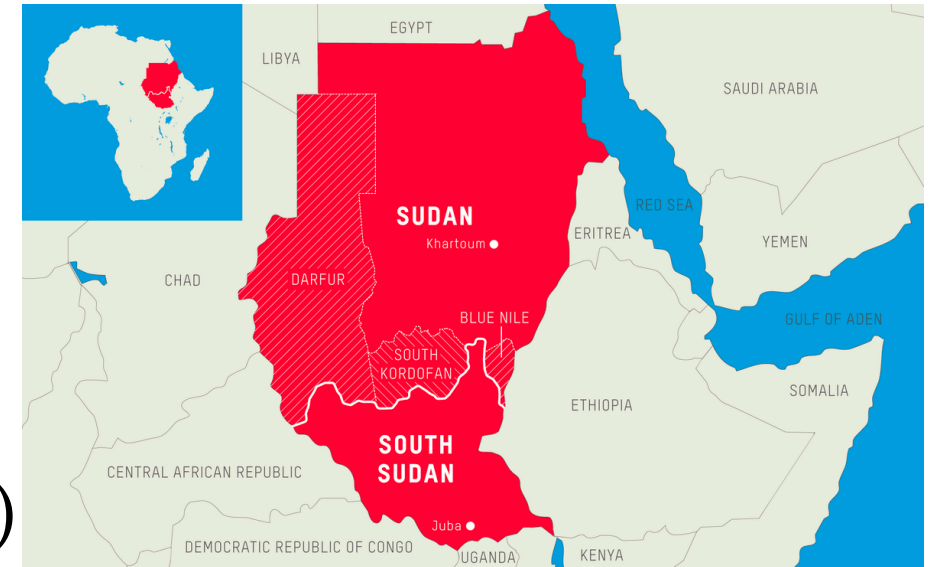 EGYPT
LIBYA
SAUDI ARABIA
SUDAN
Khartoum
RED SEA
ERITREA
YEMEN
CHAD
DARFUR
BLUE NILE
GULF OF ADEN
SOUTH
KORDOFAN
SOMALIA
ETHIOPIA
SOUTH
SUDAN
CENTRAL AFRICAN REPUBLIC
)
Juba
DEMOCRATIC REPUBLIC OF CONGO
UGANDA
KENYA